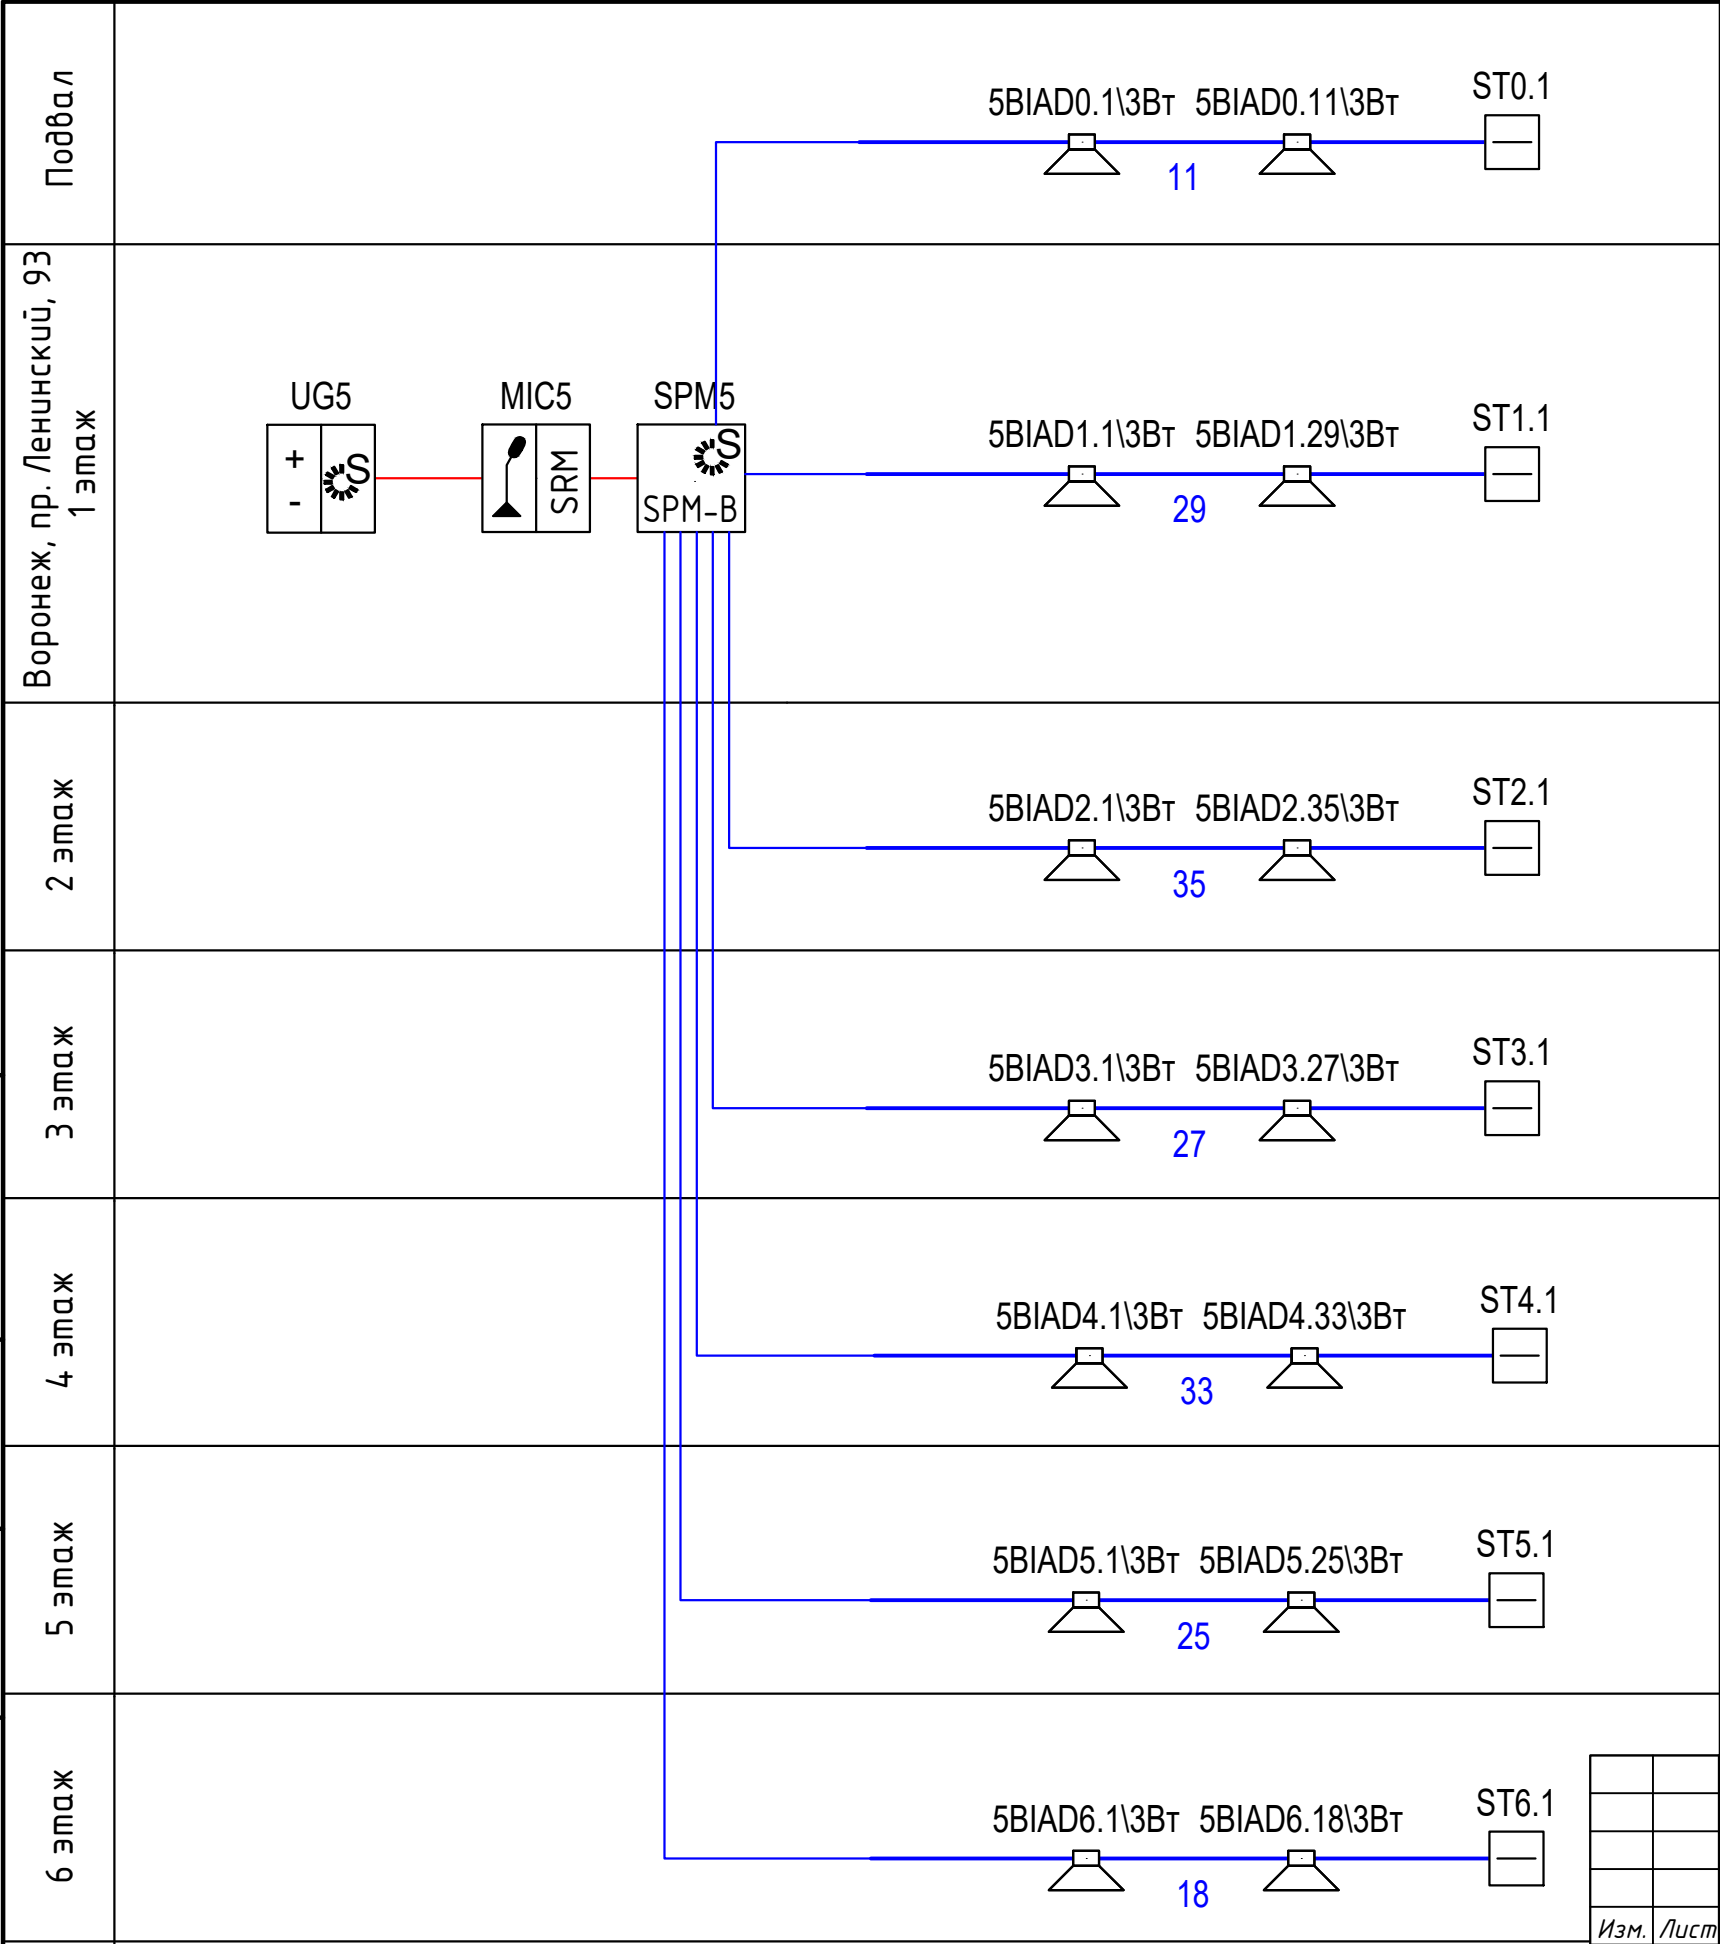 Подвал
5BIAD0.1\3Вт 5BIAD0.11\3Вт
ST0.1
11
Воронеж, пр. Ленинский, 93
1 этаж
UG5
MIC5
SPM5
+
-
S
SRM
S
SPM-B
5BIAD1.1\3Вт 5BIAD1.29\3Вт
ST1.1
29
2 этаж
5BIAD2.1\3Вт 5BIAD2.35\3Вт
ST2.1
35
3 этаж
5BIAD3.1\3Вт 5BIAD3.27\3Вт
ST3.1
27
4 этаж
5BIAD4.1\3Вт 5BIAD4.33\3Вт
ST4.1
33
5 этаж
5BIAD5.1\3Вт 5BIAD5.25\3Вт
ST5.1
25
6 этаж
5BIAD6.1\3Вт 5BIAD6.18\3Вт
ST6.1
18
Изм. Лист